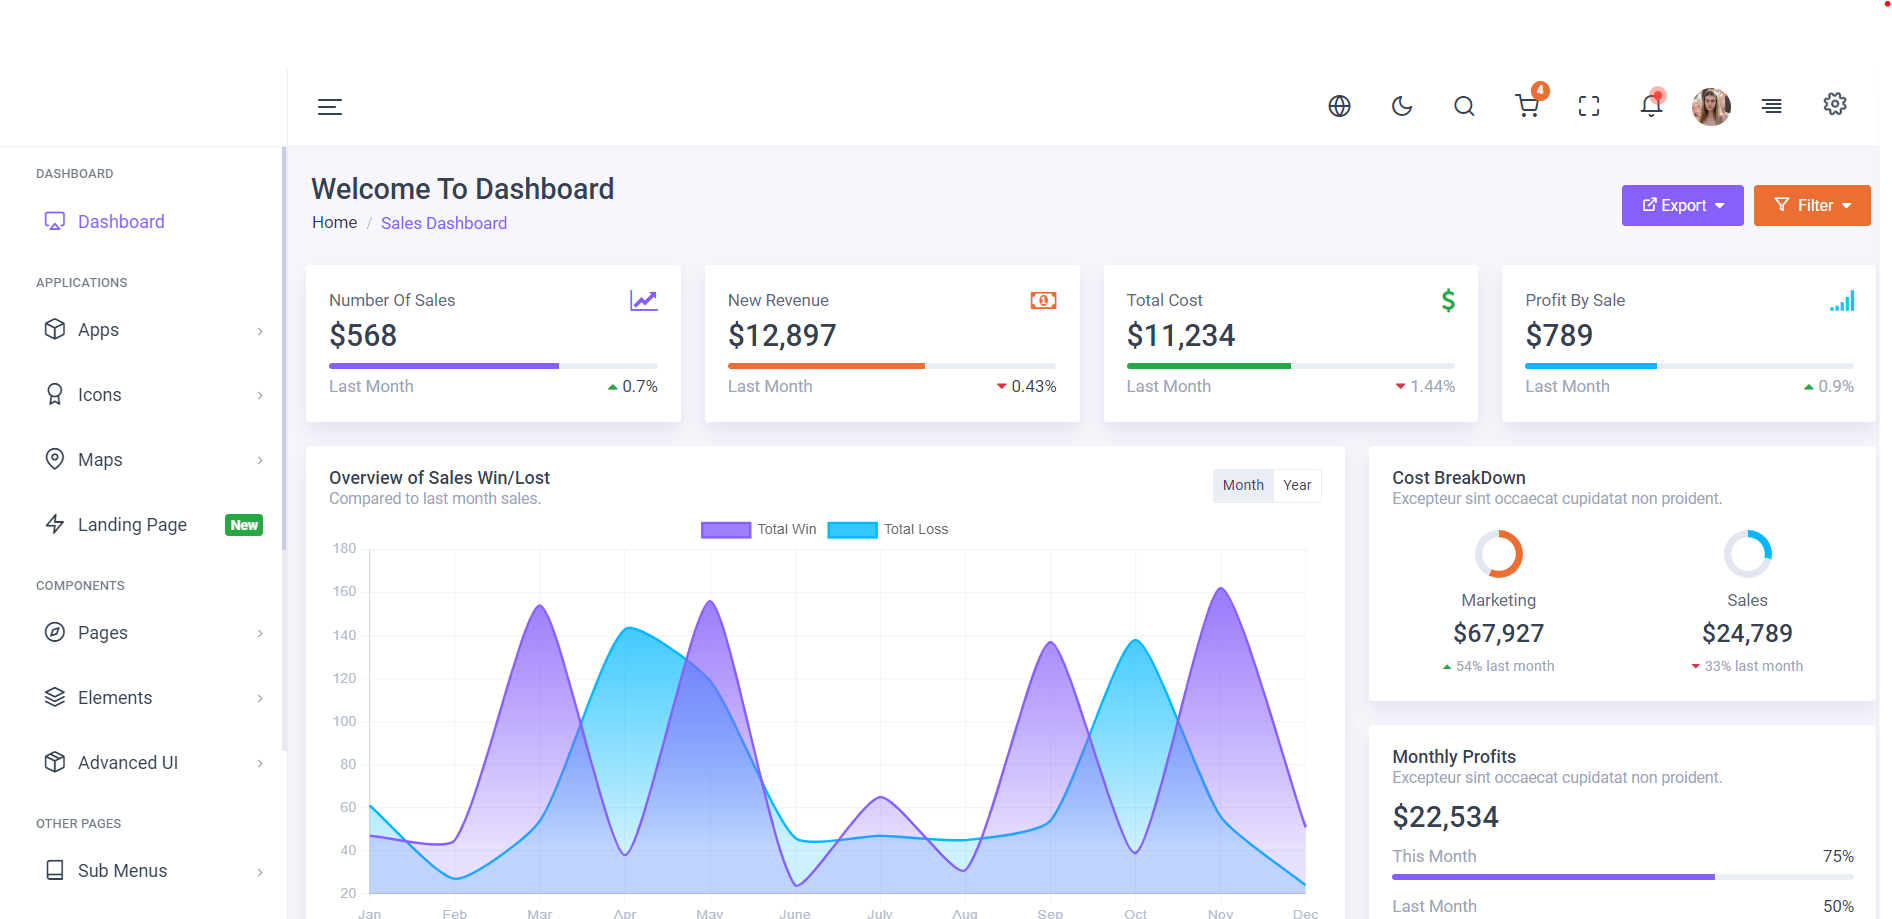 4
DASHBOARD
Dashboard
APPLICATIONS
Apps
Icons
Maps
Landing Page New
COMPONENTS
Pages
Elements
Advanced UI
OTHER PAGES
Sub Menus
Welcome To Dashboard
Home / Sales Dashboard
Export
Filter
Number Of Sales
$568
Last Month 0.7%
New Revenue
$12,897
Last Month 0.43%
Total Cost
$11,234
Last Month 1.44%
Profit By Sale
$789
Last Month 0.9%
Overview of Sales Win/Lost
Compared to last month sales.
Month Year
Total Win Total Loss
180
160
140
120
100
80
60
40
20
Jan Feb Mar Apr May June July Aug Sep Oct Nov Dec
Cost BreakDown
Excepteur sint occaecat cupidatat non proident.
Marketing
$67,927
54% last month
Sales
$24,789
33% last month
Monthly Profits
Excepteur sint occaecat cupidatat non proident.
$22,534
This Month 75%
Last Month 50%